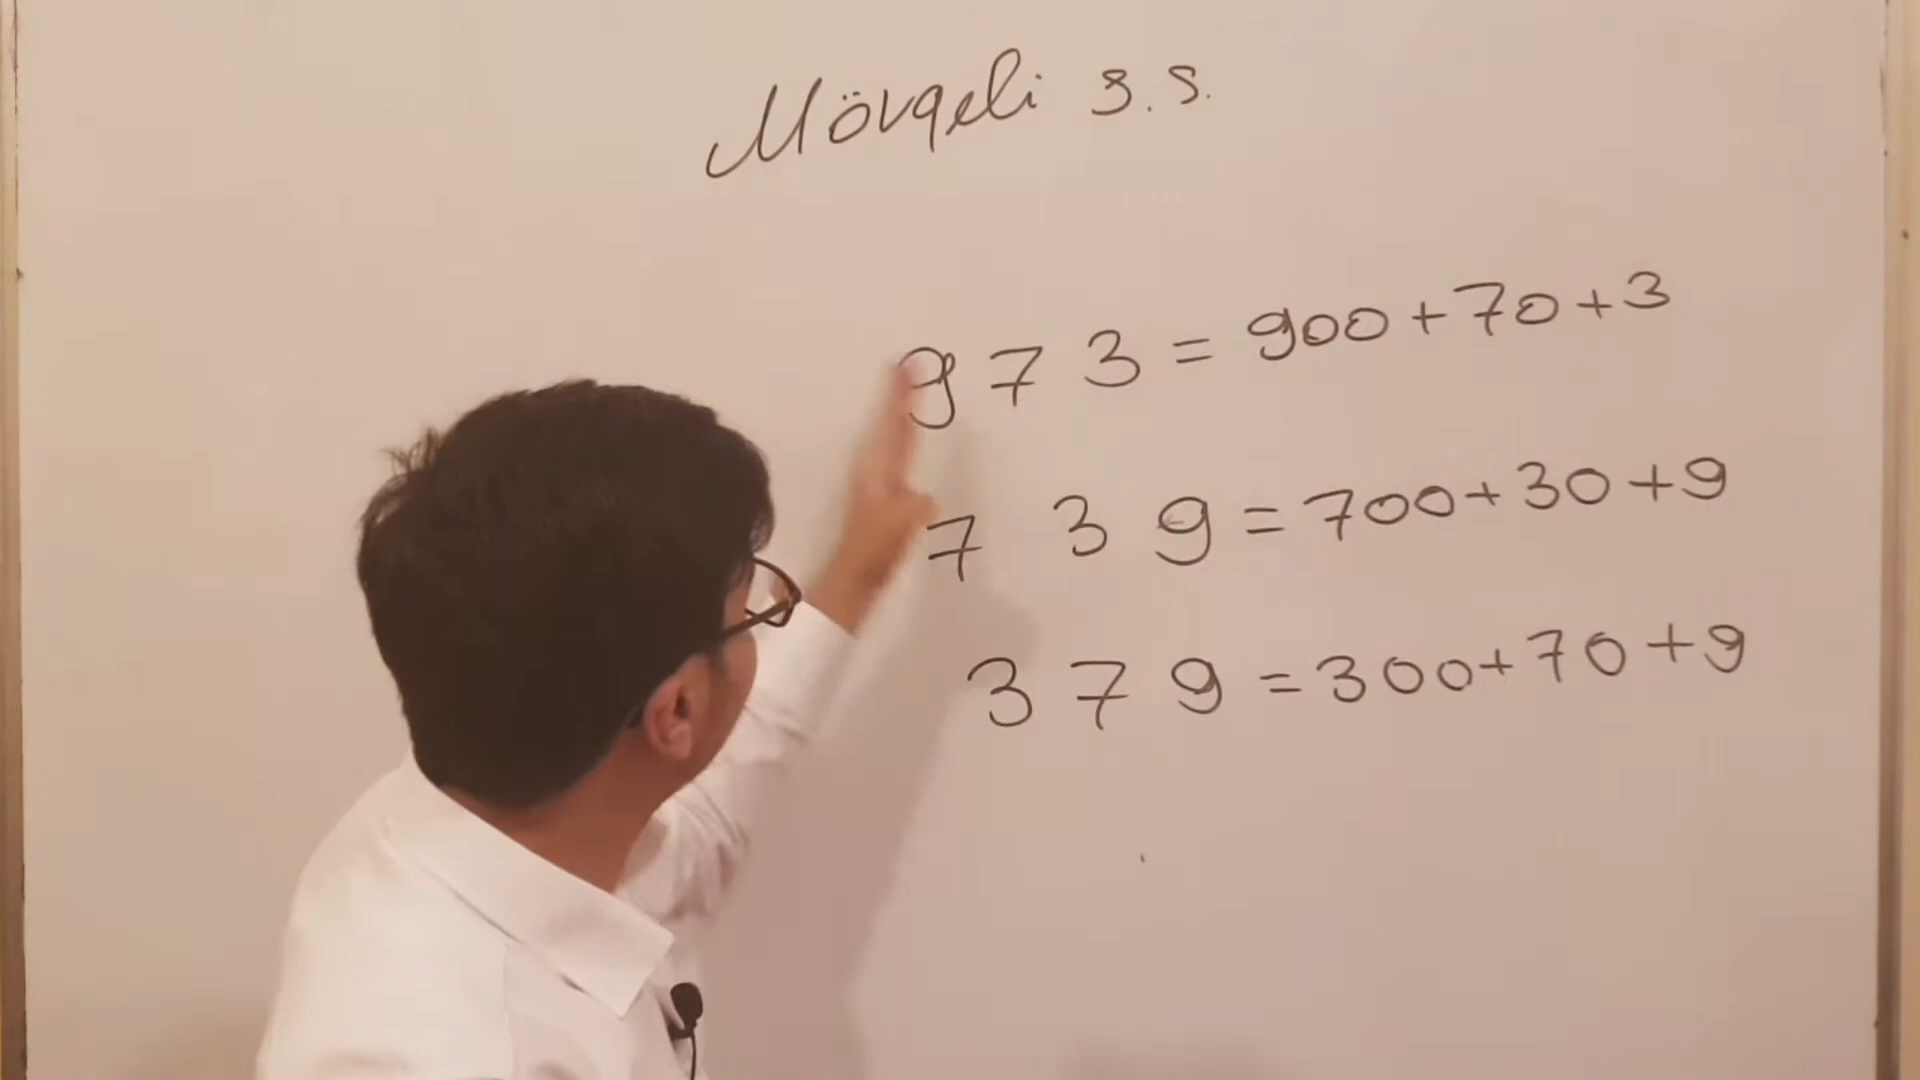 Mövqeli s.s.
973 = 900+70+3
739 = 700+30+9
379 = 300+70+9